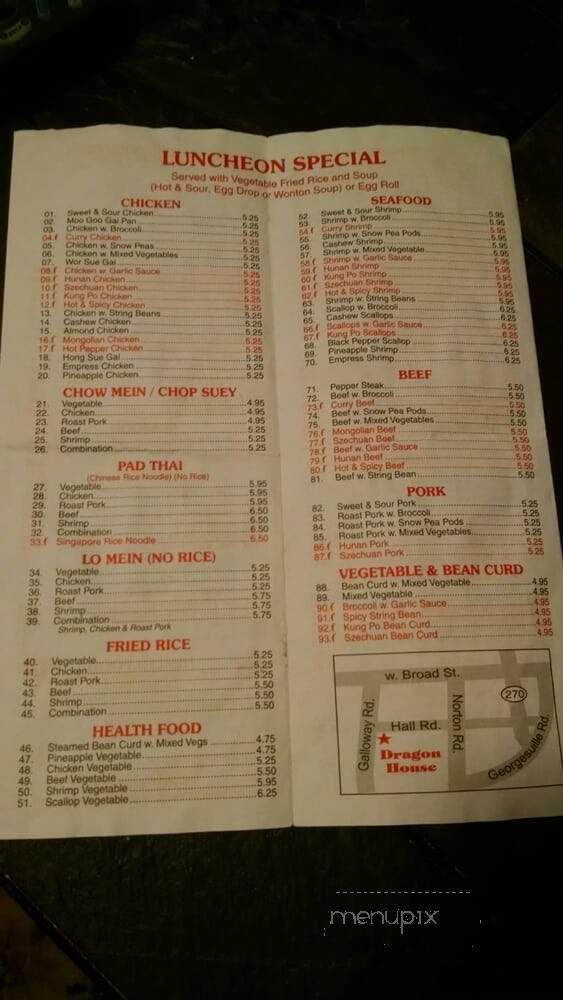 LUNCHEON SPECIAL
Served with Vegetable Fried Rice and Soup
(Hot & Sour, Egg Drop or Wonton Soup) or Egg Roll
CHICKEN
01. Sweet & Sour Chicken 5.25
02. Moo Goo Gai Pan 5.25
03. Chicken w. Broccoli 5.25
04. Curry Chicken 5.25
05. Chicken w. Snow Peas 5.25
06. Chicken w. Mixed Vegetables 5.25
07. Wor Sue Gai 5.25
08. Chicken w. Garlic Sauce 5.25
09. Hunan Chicken 5.25
10. Szechuan Chicken 5.25
11. Kung Po Chicken 5.25
12. Hot & Spicy Chicken 5.25
13. Chicken w. String Beans 5.25
14. Cashew Chicken 5.25
15. Almond Chicken 5.25
16. Mongolian Chicken 5.25
17. Hot Pepper Chicken 5.25
18. Hong Sue Gai 5.25
19. Empress Chicken 5.25
20. Pineapple Chicken 5.25
CHOW MEIN / CHOP SUEY
21. Vegetable 4.95
22. Chicken 4.95
23. Roast Pork 4.95
24. Beef 5.25
25. Shrimp 5.25
26. Combination 5.25
PAD THAI
(Chinese Rice Noodle) (No Rice)
27. Vegetable 5.95
28. Chicken 5.95
29. Roast Pork 5.95
30. Beef 6.50
31. Shrimp 6.50
32. Combination 6.50
33. Singapore Rice Noodle 6.50
LO MEIN (NO RICE)
34. Vegetable 5.25
35. Chicken 5.25
36. Roast Pork 5.25
37. Beef 5.75
38. Shrimp 5.75
39. Combination 5.75
Shrimp, Chicken & Roast Pork
FRIED RICE
40. Vegetable 5.25
41. Chicken 5.25
42. Roast Pork 5.25
43. Beef 5.50
44. Shrimp 5.50
45. Combination 5.50
HEALTH FOOD
46. Steamed Bean Curd w. Mixed Vegs 4.75
47. Pineapple Vegetable 4.75
48. Chicken Vegetable 5.25
49. Beef Vegetable 5.50
50. Shrimp Vegetable 5.95
51. Scallop Vegetable 6.25
SEAFOOD
52. Sweet & Sour Shrimp 5.95
53. Shrimp w. Broccoli 5.95
54. Curry Shrimp 5.95
55. Shrimp w. Snow Pea Pods 5.95
56. Cashew Shrimp 5.95
57. Shrimp w. Mixed Vegetable 5.95
58. Shrimp w. Garlic Sauce 5.95
59. Hunan Shrimp 5.95
60. Kung Po Shrimp 5.95
61. Szechuan Shrimp 5.95
62. Hot & Spicy Shrimp 5.95
63. Shrimp w. String Beans 5.95
64. Scallop w. Broccoli 6.25
65. Cashew Scallops 6.25
66. Scallops w. Garlic Sauce 6.25
67. Kung Po Scallops 6.25
68. Black Pepper Scallop 6.25
69. Pineapple Shrimp 6.25
70. Empress Shrimp 6.25
BEEF
71. Pepper Steak 5.50
72. Beef w. Broccoli 5.50
73. Curry Beef 5.50
74. Beef w. Snow Pea Pods 5.50
75. Beef w. Mixed Vegetables 5.50
76. Mongolian Beef 5.50
77. Szechuan Beef 5.50
78. Beef w. Garlic Sauce 5.50
79. Hunan Beef 5.50
80. Hot & Spicy Beef 5.50
81. Beef w. String Bean 5.50
PORK
82. Sweet & Sour Pork 5.25
83. Roast Pork w. Broccoli 5.25
84. Roast Pork w. Snow Pea Pods 5.25
85. Roast Pork w. Mixed Vegetables 5.25
86. Hunan Pork 5.25
87. Szechuan Pork 5.25
VEGETABLE & BEAN CURD
88. Bean Curd w. Mixed Vegetable 4.95
89. Mixed Vegetable 4.95
90. Broccoli w. Garlic Sauce 4.95
91. Spicy String Bean 4.95
92. Kung Po Bean Curd 4.95
93. Szechuan Bean Curd 4.95
w. Broad St.
270
Galloway Rd.
Hall Rd.
Norton Rd.
Georgesuille Rd.
Dragon
House
menupix